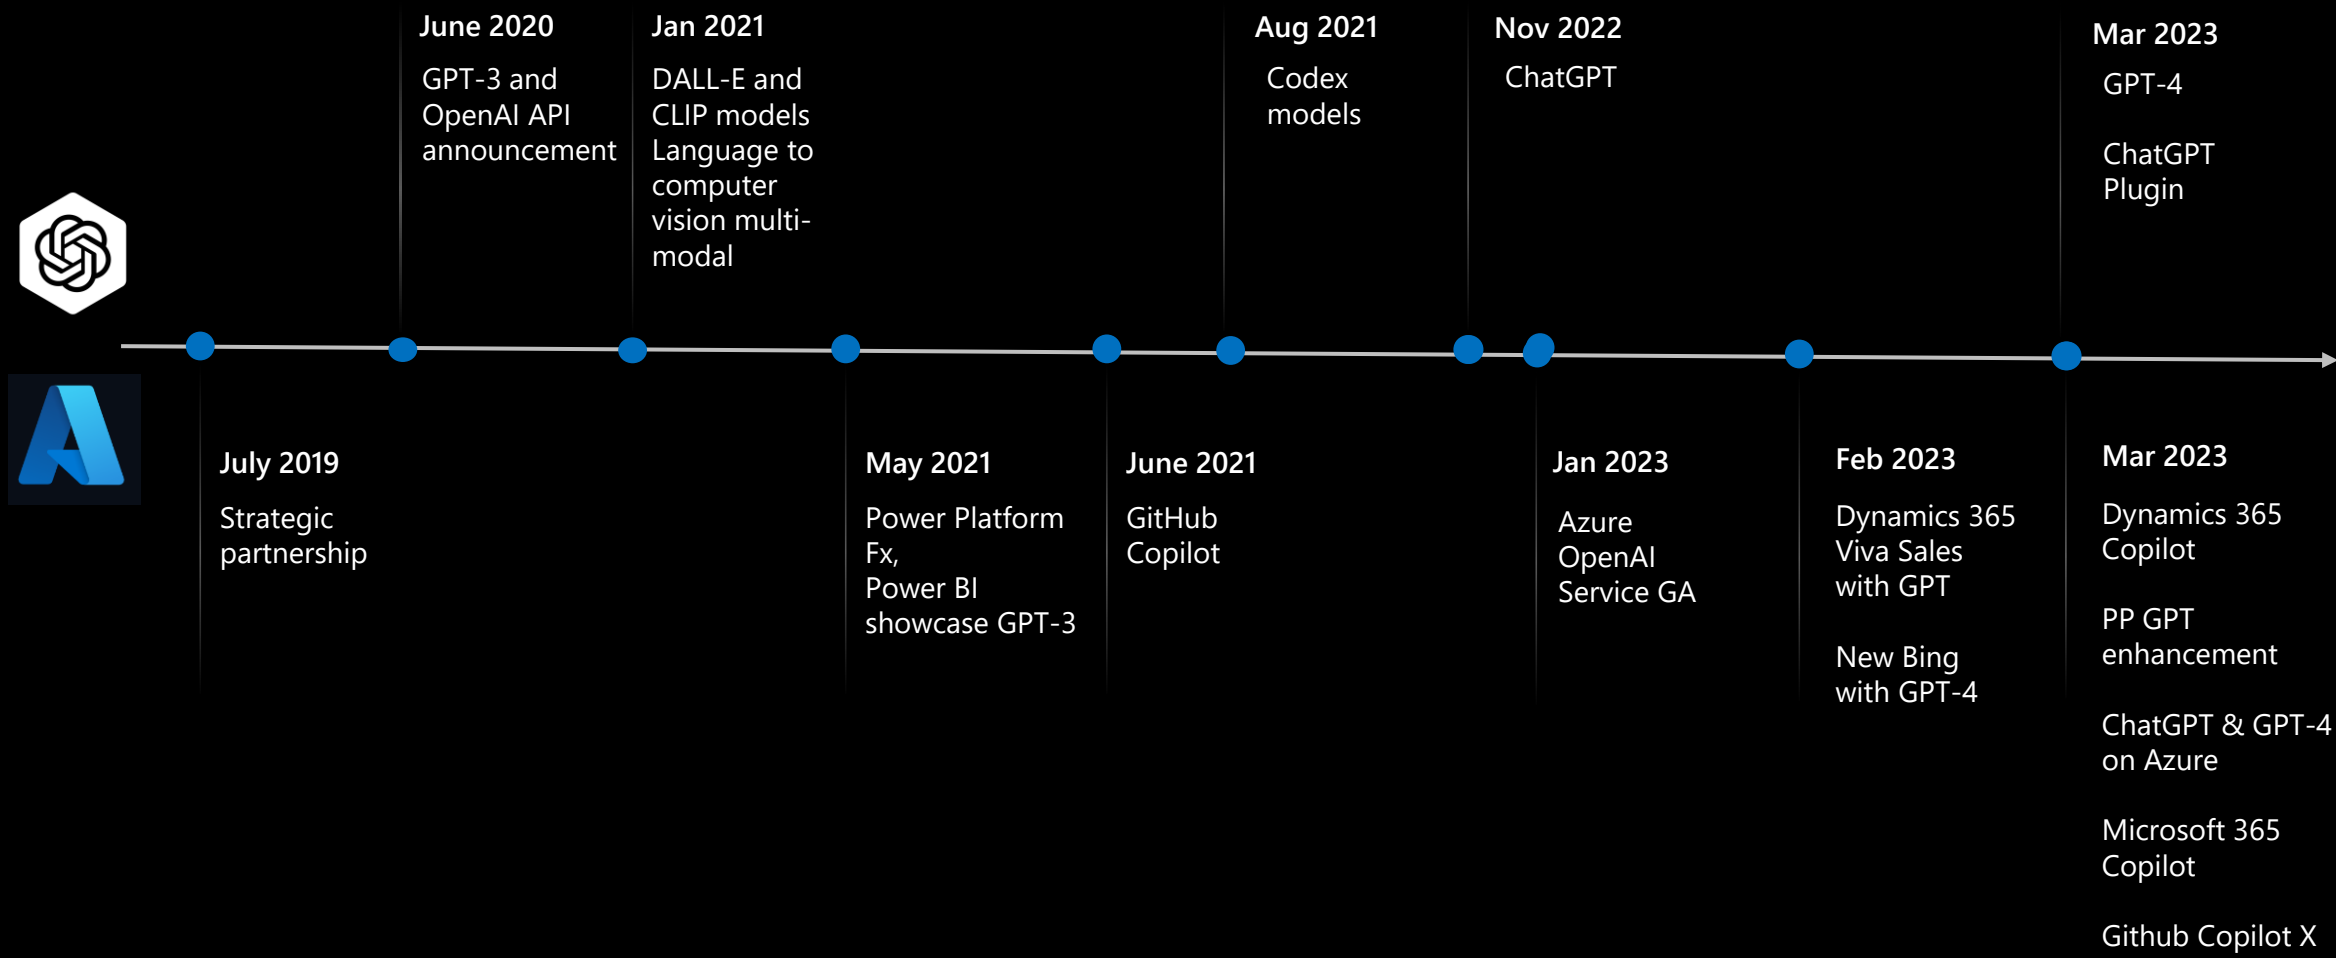 June 2020
GPT-3 and
OpenAI API
announcement
Jan 2021
DALL-E and
CLIP models
Language to
computer
vision multi-
modal
Aug 2021
Codex
models
Nov 2022
ChatGPT
Mar 2023
GPT-4
ChatGPT
Plugin
July 2019
Strategic
partnership
May 2021
Power Platform
Fx,
Power BI
showcase GPT-3
June 2021
GitHub
Copilot
Jan 2023
Azure
OpenAI
Service GA
Feb 2023
Dynamics 365
Viva Sales
with GPT
New Bing
with GPT-4
Mar 2023
Dynamics 365
Copilot
PP GPT
enhancement
ChatGPT & GPT-4
on Azure
Microsoft 365
Copilot
Github Copilot X